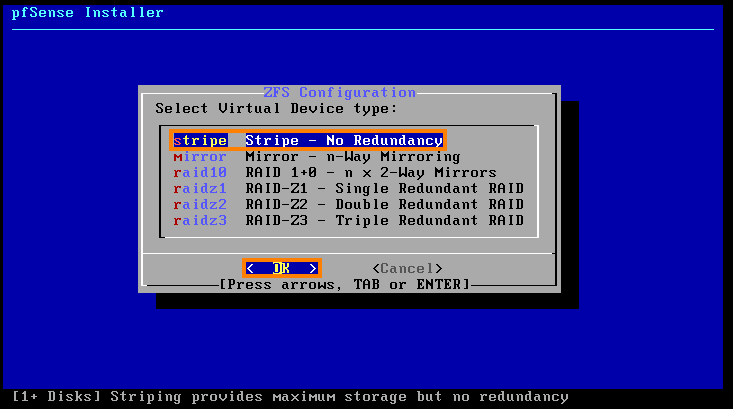 pfSense Installer
ZFS Configuration
Select Virtual Device type:
stripe Stripe - No Redundancy
mirror Mirror - n-Way Mirroring
raid10 RAID 1+0 - n x 2-Way Mirrors
raidz1 RAID-Z1 - Single Redundant RAID
raidz2 RAID-Z2 - Double Redundant RAID
raidz3 RAID-Z3 - Triple Redundant RAID
< OK > <Cancel>
[Press arrows, TAB or ENTER]
[1+ Disks] Striping provides maximum storage but no redundancy